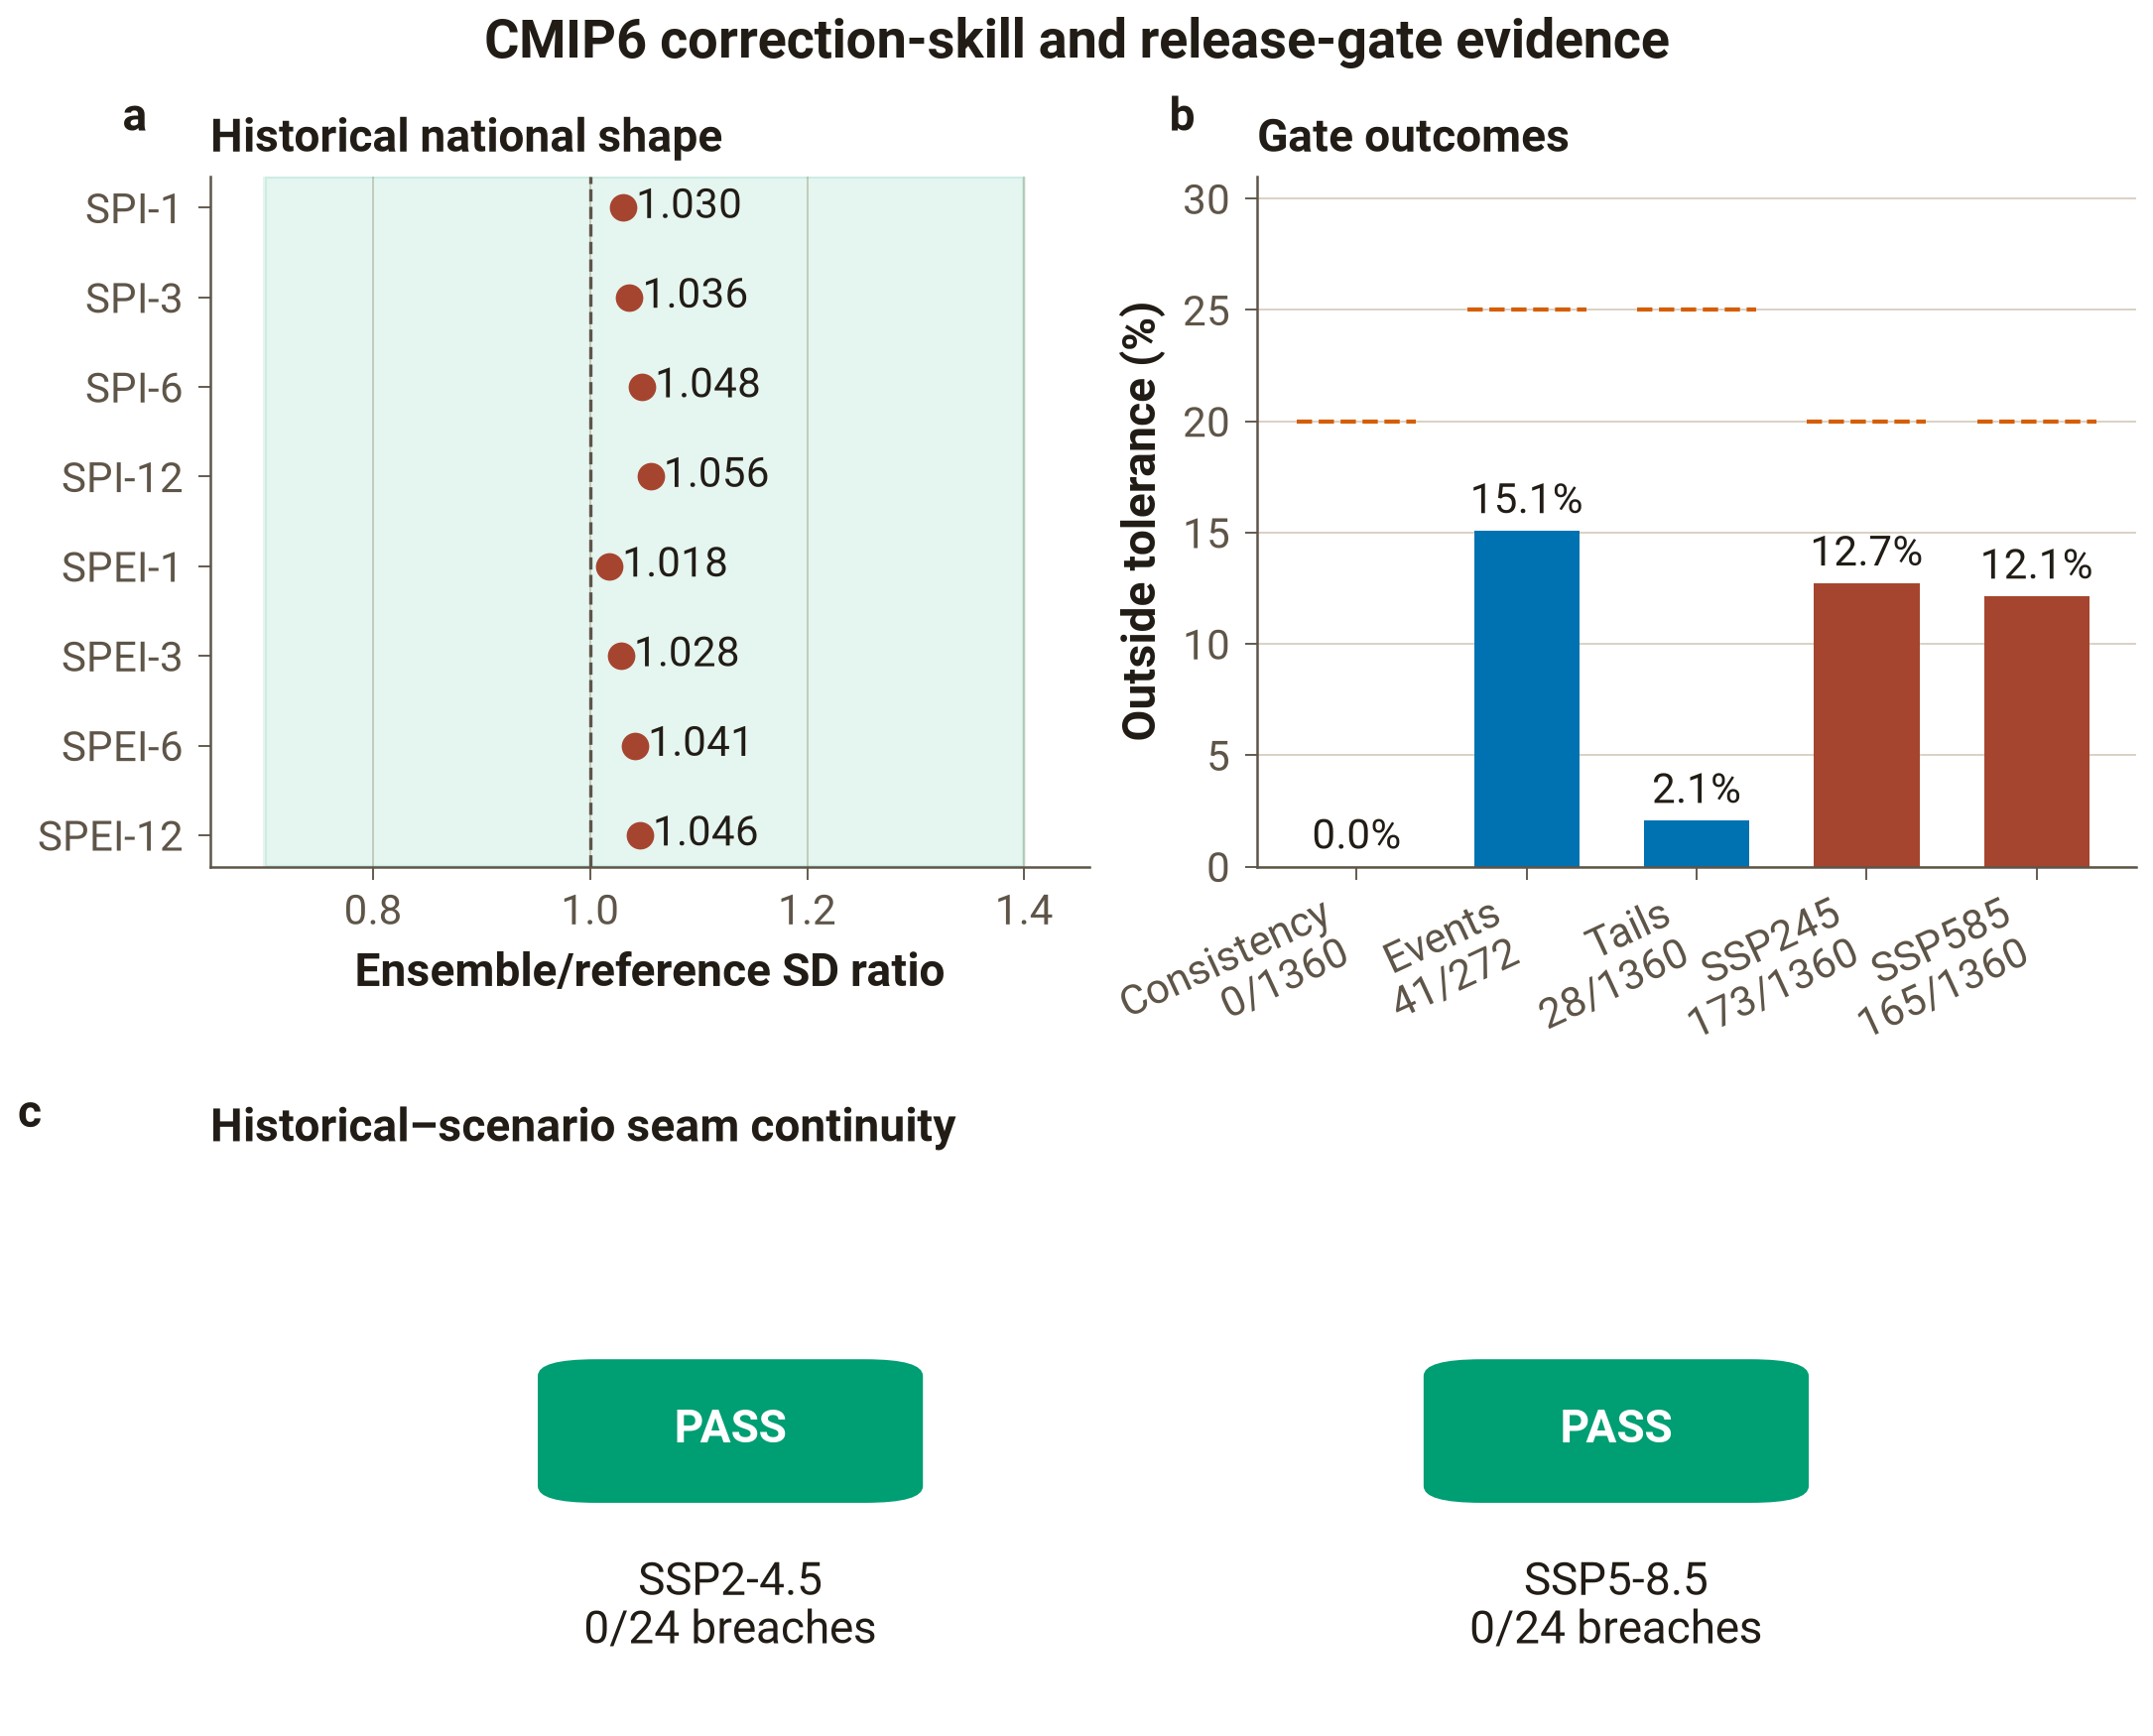 CMIP6 correction-skill and release-gate evidence
a
Historical national shape
SPI-1
SPI-3
SPI-6
SPI-12
SPEI-1
SPEI-3
SPEI-6
SPEI-12
1.030
1.036
1.048
1.056
1.018
1.028
1.041
1.046
0.8
1.0
1.2
1.4
Ensemble/reference SD ratio
b
Gate outcomes
Outside tolerance (%)
30
25
20
15
10
5
0
0.0%
15.1%
2.1%
12.7%
12.1%
Consistency
0/1360
Events
41/272
Tails
28/1360
SSP245
173/1360
SSP585
165/1360
c
Historical–scenario seam continuity
PASS
SSP2-4.5
0/24 breaches
PASS
SSP5-8.5
0/24 breaches